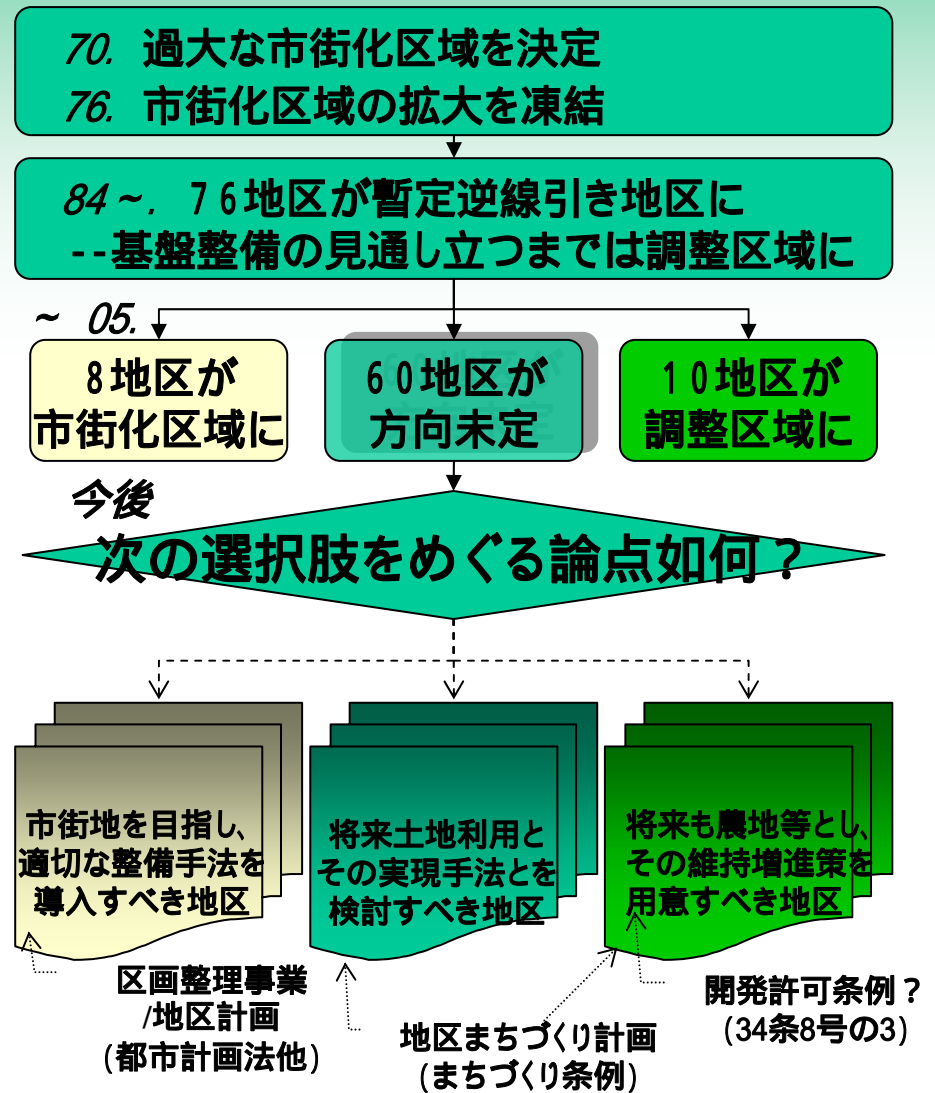 70. 過大な市街化区域を決定
76. 市街化区域の拡大を凍結
84～. 76地区が暫定逆線引き地区に
--基盤整備の見通し立つまでは調整区域に
～ 05.
8地区が
市街化区域に
60地区が
方向未定
10地区が
調整区域に
今後
次の選択肢をめぐる論点如何？
市街地を目指し、
適切な整備手法を
導入すべき地区
将来土地利用と
その実現手法とを
検討すべき地区
将来も農地等とし、
その維持増進策を
用意すべき地区
区画整理事業
/地区計画
(都市計画法他)
地区まちづくり計画
(まちづくり条例)
開発許可条例？
(34条8号の3)